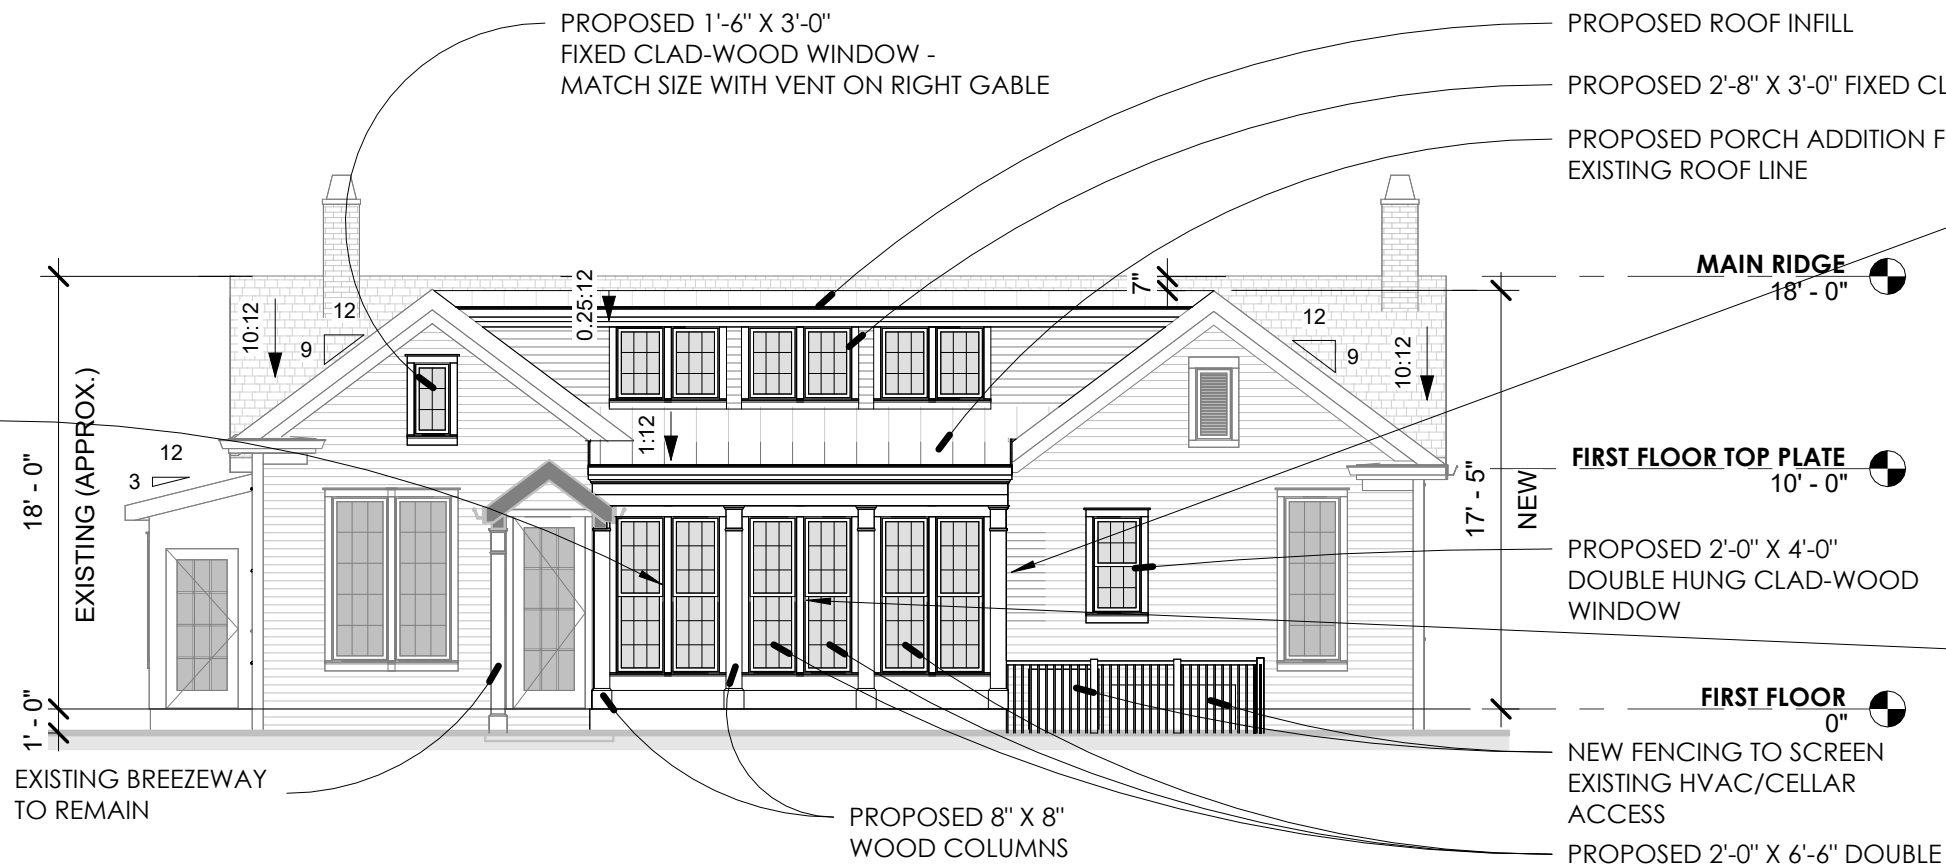 PROPOSED 1'-6" X 3'-0"
FIXED CLAD-WOOD WINDOW -
MATCH SIZE WITH VENT ON RIGHT GABLE
PROPOSED ROOF INFILL
PROPOSED 2'-8" X 3'-0" FIXED CL
PROPOSED PORCH ADDITION F
EXISTING ROOF LINE
MAIN RIDGE
18' - 0"
FIRST FLOOR TOP PLATE
10' - 0"
PROPOSED 2'-0" X 4'-0"
DOUBLE HUNG CLAD-WOOD
WINDOW
FIRST FLOOR
0"
NEW FENCING TO SCREEN
EXISTING HVAC/CELLAR
ACCESS
PROPOSED 2'-0" X 6'-6" DOUBLE
PROPOSED 8" X 8"
WOOD COLUMNS
EXISTING BREEZEWAY
TO REMAIN
18' - 0"
EXISTING (APPROX.)
1' - 0"
12
3
10:12
12
9
0.25:12
1:12
7"
12
9
10:12
17' - 5"
NEW